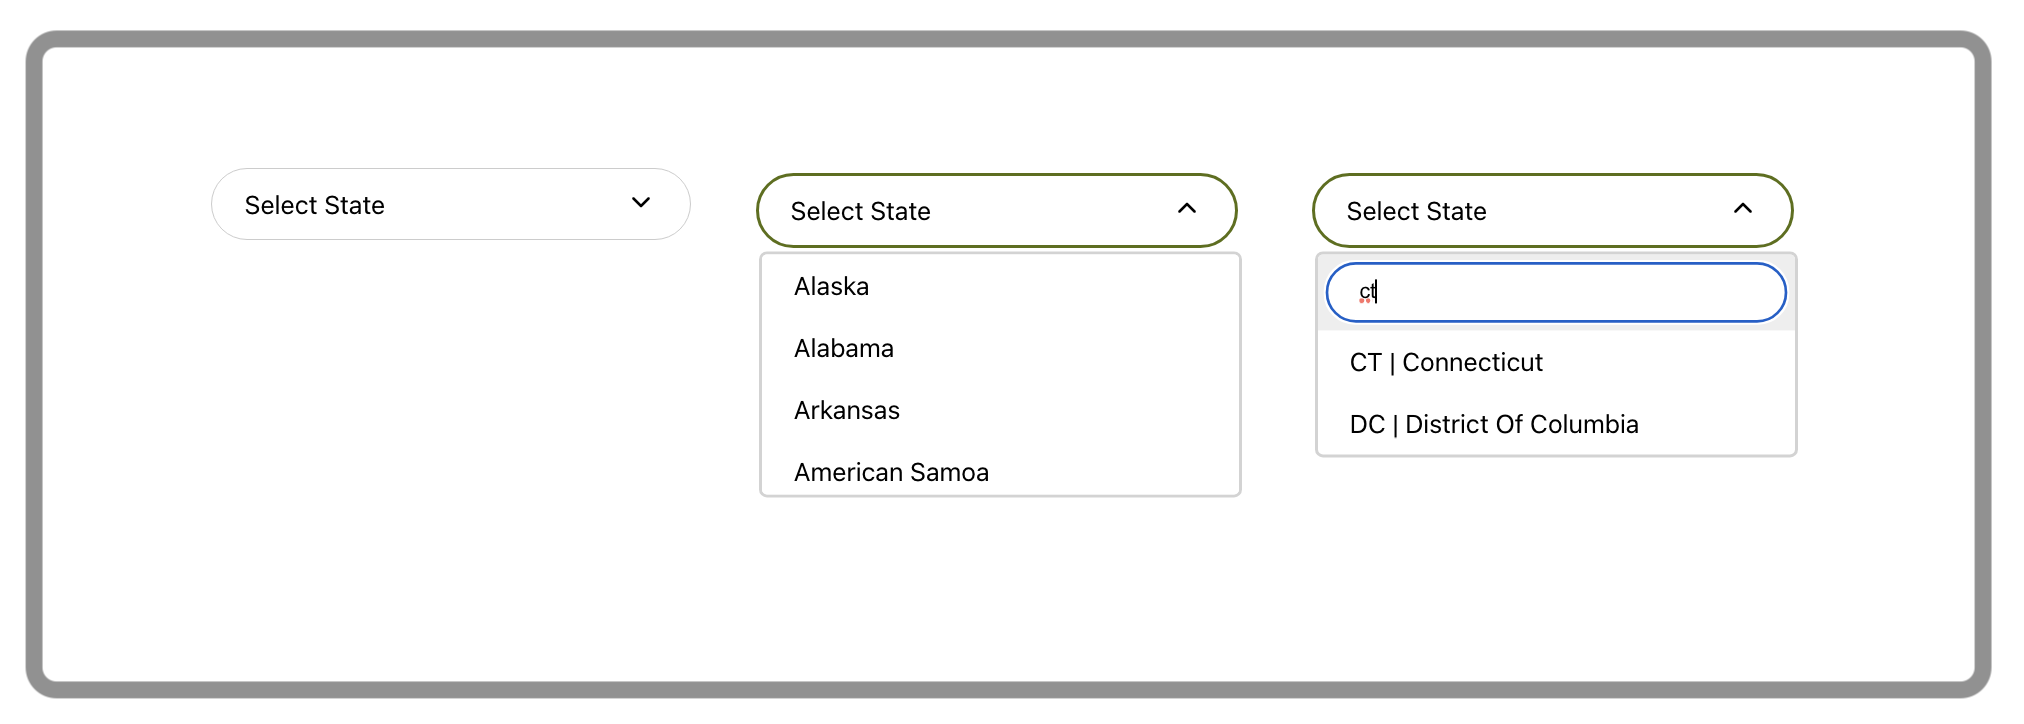 Select State
Select State
Alaska
Alabama
Arkansas
American Samoa
Select State
ct
CT | Connecticut
DC | District Of Columbia